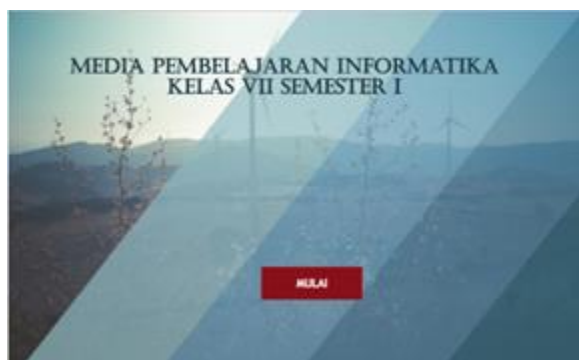 MEDIA PEMBELAJARAN INFORMATIKA
KELAS VII SEMESTER I
MULAI